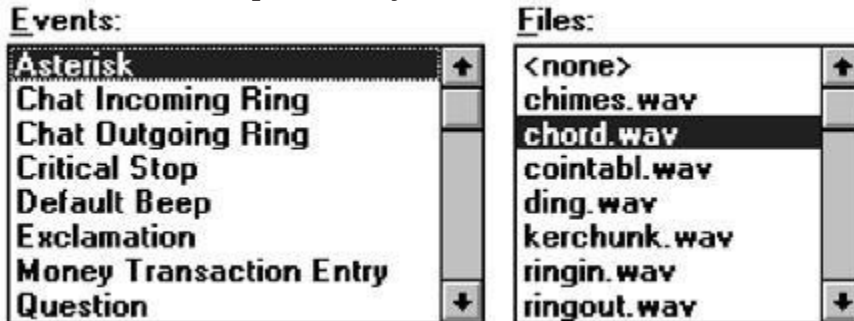 Events:
Asterisk
Chat Incoming Ring
Chat Outgoing Ring
Critical Stop
Default Beep
Exclamation
Money Transaction Entry
Question
Files:
<none>
chimes.wav
chord.wav
cointabl.wav
ding.wav
kerchunk.wav
ringin.wav
ringout.wav